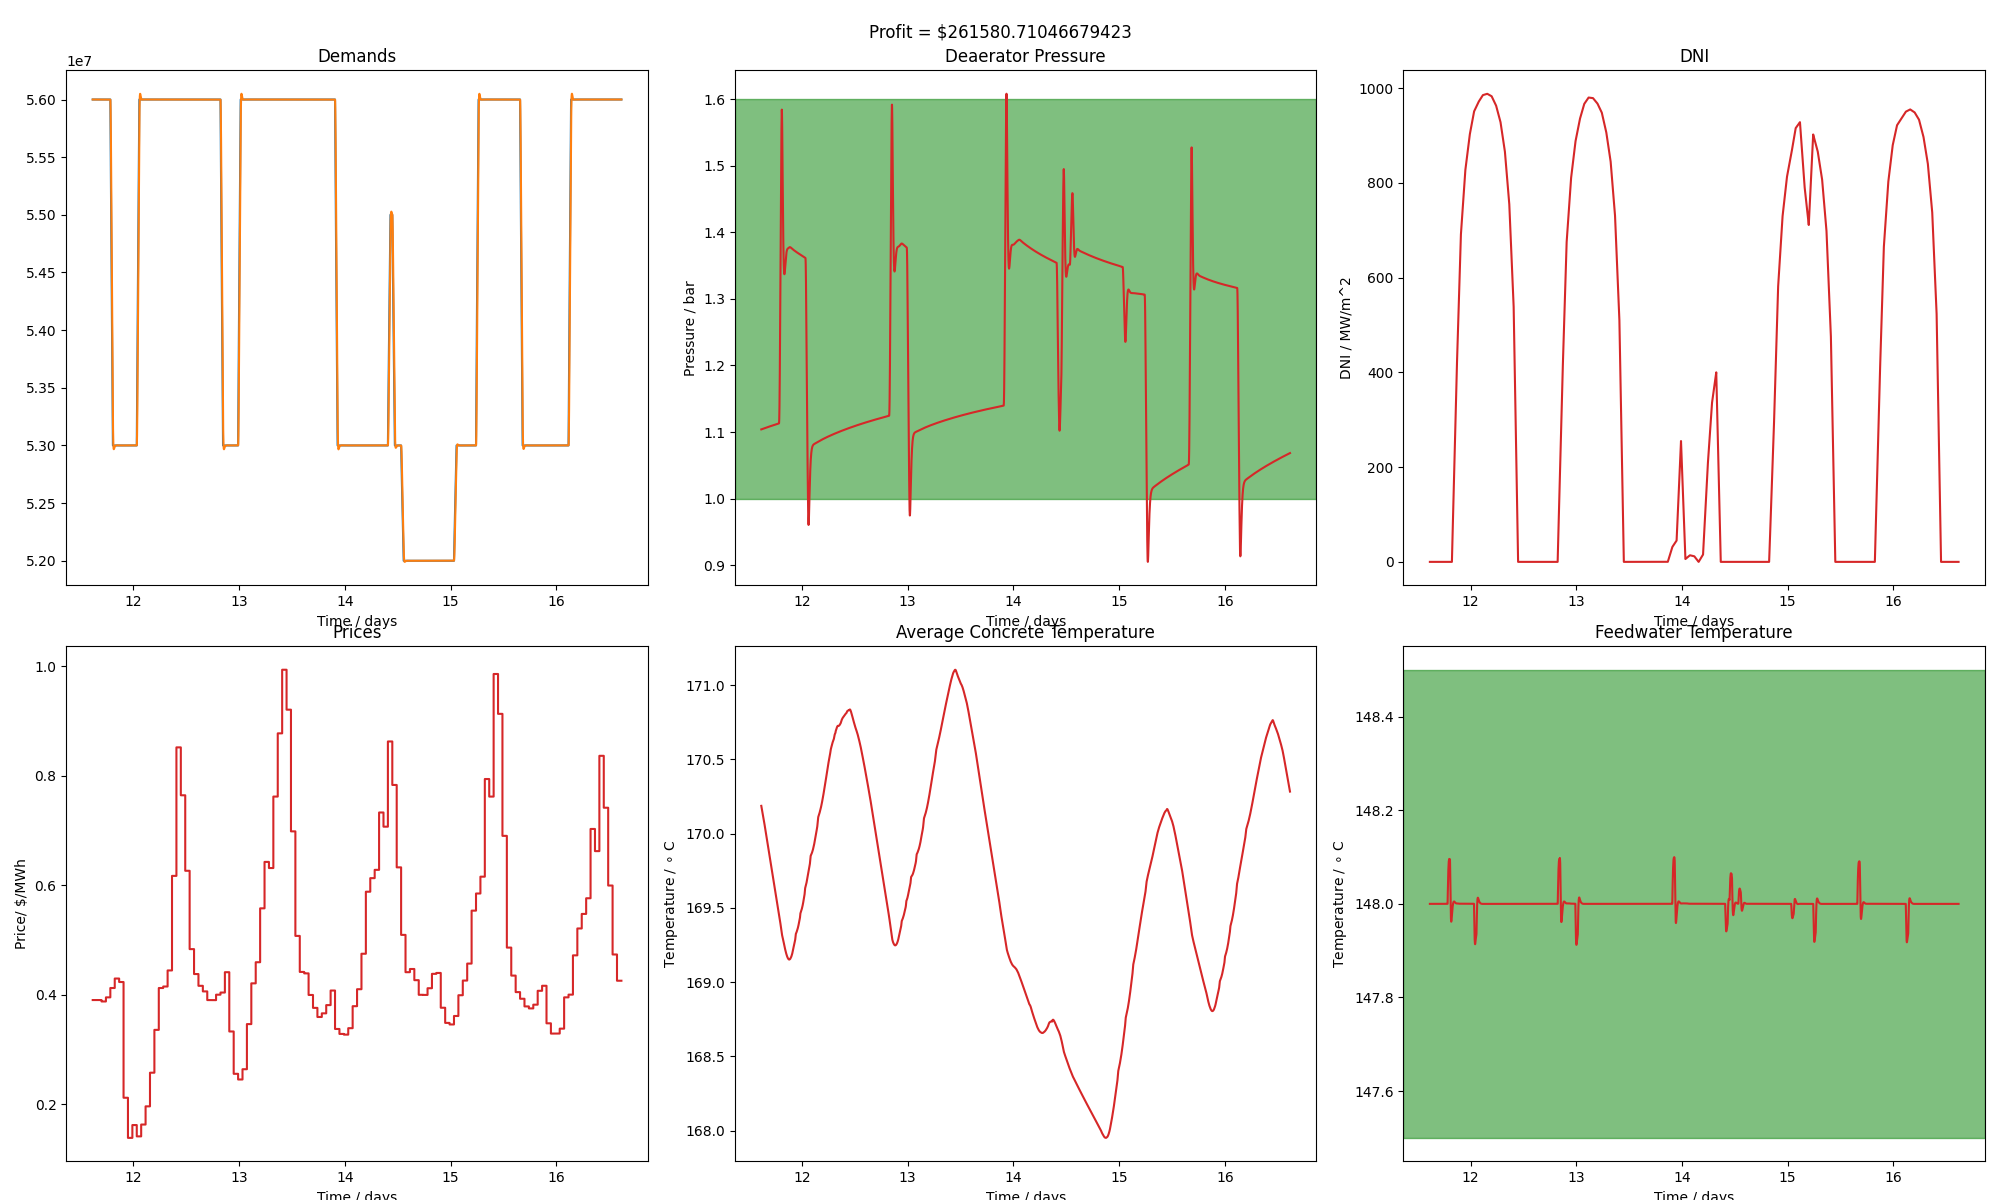 Profit = $261580.71046679423
Demands
1e7
5.60
5.55
5.50
5.45
5.40
5.35
5.30
5.25
5.20
12 13 14 15 16
Time / days
Deaerator Pressure
Pressure / bar
1.6
1.5
1.4
1.3
1.2
1.1
1.0
0.9
12 13 14 15 16
Time / days
DNI
DNI / MW/m^2
1000
800
600
400
200
0
12 13 14 15 16
Time / days
Prices
Price/ $/MWh
1.0
0.8
0.6
0.4
0.2
12 13 14 15 16
Time / days
Average Concrete Temperature
Temperature / ∘ C
171.0
170.5
170.0
169.5
169.0
168.5
168.0
12 13 14 15 16
Time / days
Feedwater Temperature
Temperature / ∘ C
148.4
148.2
148.0
147.8
147.6
12 13 14 15 16
Time / days